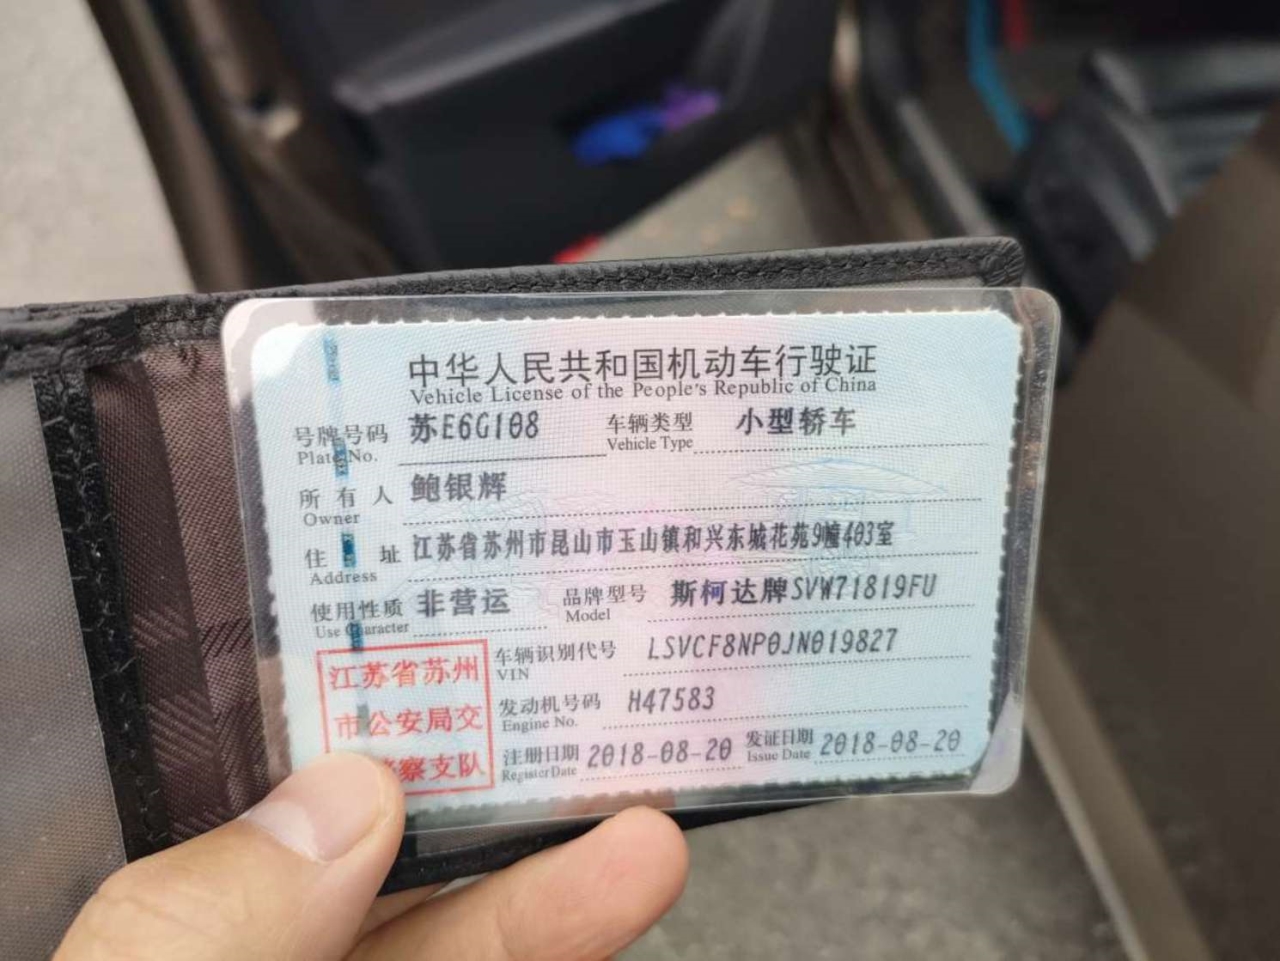 中华人民共和国机动车行驶证
Vehicle License of the People's Republic of China
号牌号码 苏E6G108 车辆类型 小型轿车
Plate No. Vehicle Type
所有人 鲍银辉
Owner
住址 江苏省苏州市昆山市玉山镇和兴东城花苑9幢403室
Address
使用性质 非营运 品牌型号 斯柯达牌SVW71819FU
Use Character Model
车辆识别代号 LSVCF8NP0JN019827
VIN
发动机号码 H47583
Engine No.
注册日期 2018-08-20 发证日期 2018-08-20
Register Date Issue Date
江苏省苏州
市公安局交
察支队